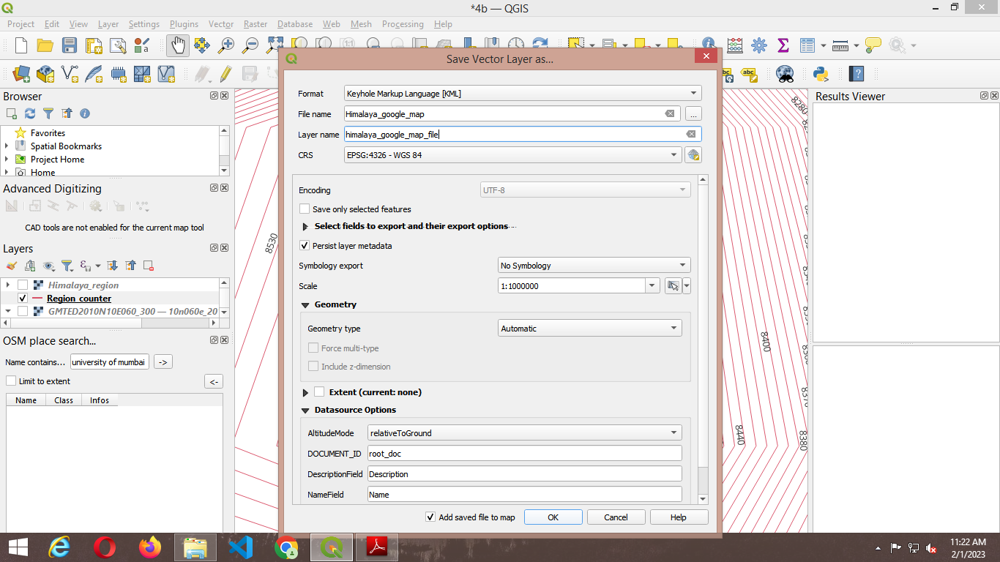 *4b — QGIS
Project Edit View Layer Settings Plugins Vector Raster Database Web Mesh Processing Help
Save Vector Layer as...
Format Keyhole Markup Language [KML]
File name Himalaya_google_map ...
Layer name himalaya_google_map_file
CRS EPSG:4326 - WGS 84
Encoding UTF-8
Save only selected features
Select fields to export and their export options
Persist layer metadata
Symbology export No Symbology
Scale 1:1000000
Geometry
Geometry type Automatic
Force multi-type
Include z-dimension
Extent (current: none)
Datasource Options
AltitudeMode relativeToGround
DOCUMENT_ID root_doc
DescriptionField Description
NameField Name
Add saved file to map OK Cancel Help
Browser
Favorites
Spatial Bookmarks
Project Home
Home
Advanced Digitizing
CAD tools are not enabled for the current map tool
Layers
Himalaya_region
Region_counter
GMTED2010N10E060_300 — 10n060e_20
OSM place search...
Name contains... university of mumbai ->
Limit to extent <-
Name Class Infos
Results Viewer
8530
8280
8400
8440
8380
abc
11:22 AM
2/1/2023